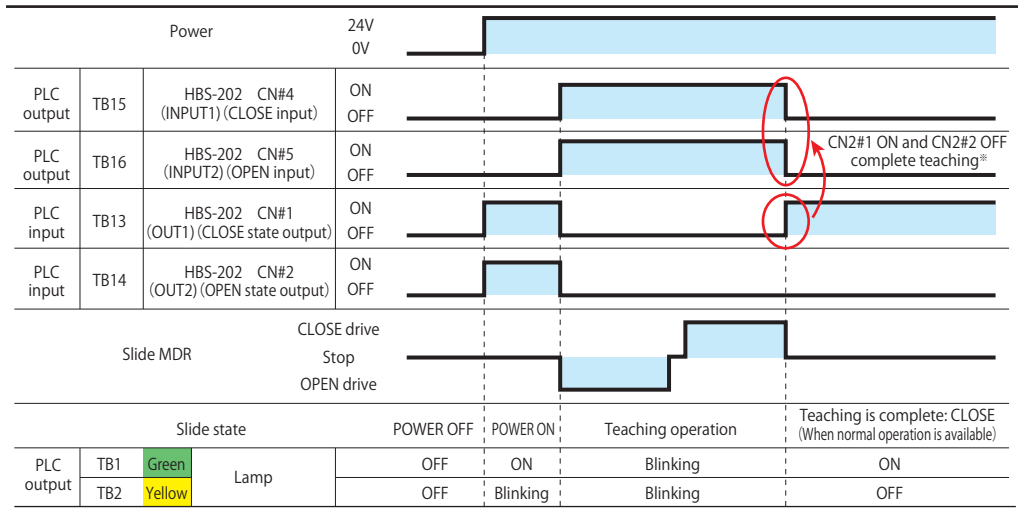 Power 24V
0V
PLC output TB15 HBS-202 CN#4 (INPUT1) (CLOSE input) ON
OFF
PLC output TB16 HBS-202 CN#5 (INPUT2) (OPEN input) ON
OFF
CN2#1 ON and CN2#2 OFF
complete teaching※
PLC input TB13 HBS-202 CN#1 (OUT1) (CLOSE state output) ON
OFF
PLC input TB14 HBS-202 CN#2 (OUT2) (OPEN state output) ON
OFF
Slide MDR
CLOSE drive
Stop
OPEN drive
Slide state POWER OFF POWER ON Teaching operation Teaching is complete: CLOSE
(When normal operation is available)
PLC output TB1 Green Lamp OFF ON Blinking ON
TB2 Yellow OFF Blinking Blinking OFF